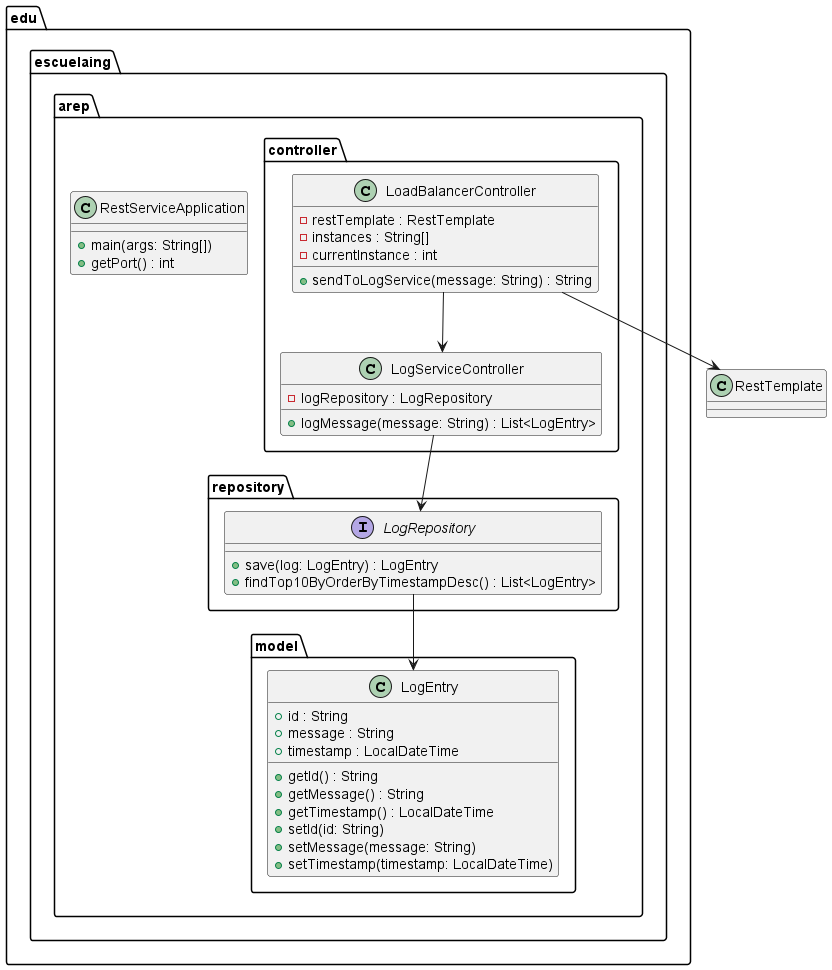 edu
escuelaing
arep
controller
C LoadBalancerController
restTemplate : RestTemplate
instances : String[]
currentInstance : int
sendToLogService(message: String) : String
C RestServiceApplication
main(args: String[])
getPort() : int
C LogServiceController
logRepository : LogRepository
logMessage(message: String) : List<LogEntry>
C RestTemplate
repository
I LogRepository
save(log: LogEntry) : LogEntry
findTop10ByOrderByTimestampDesc() : List<LogEntry>
model
C LogEntry
id : String
message : String
timestamp : LocalDateTime
getId() : String
getMessage() : String
getTimestamp() : LocalDateTime
setId(id: String)
setMessage(message: String)
setTimestamp(timestamp: LocalDateTime)